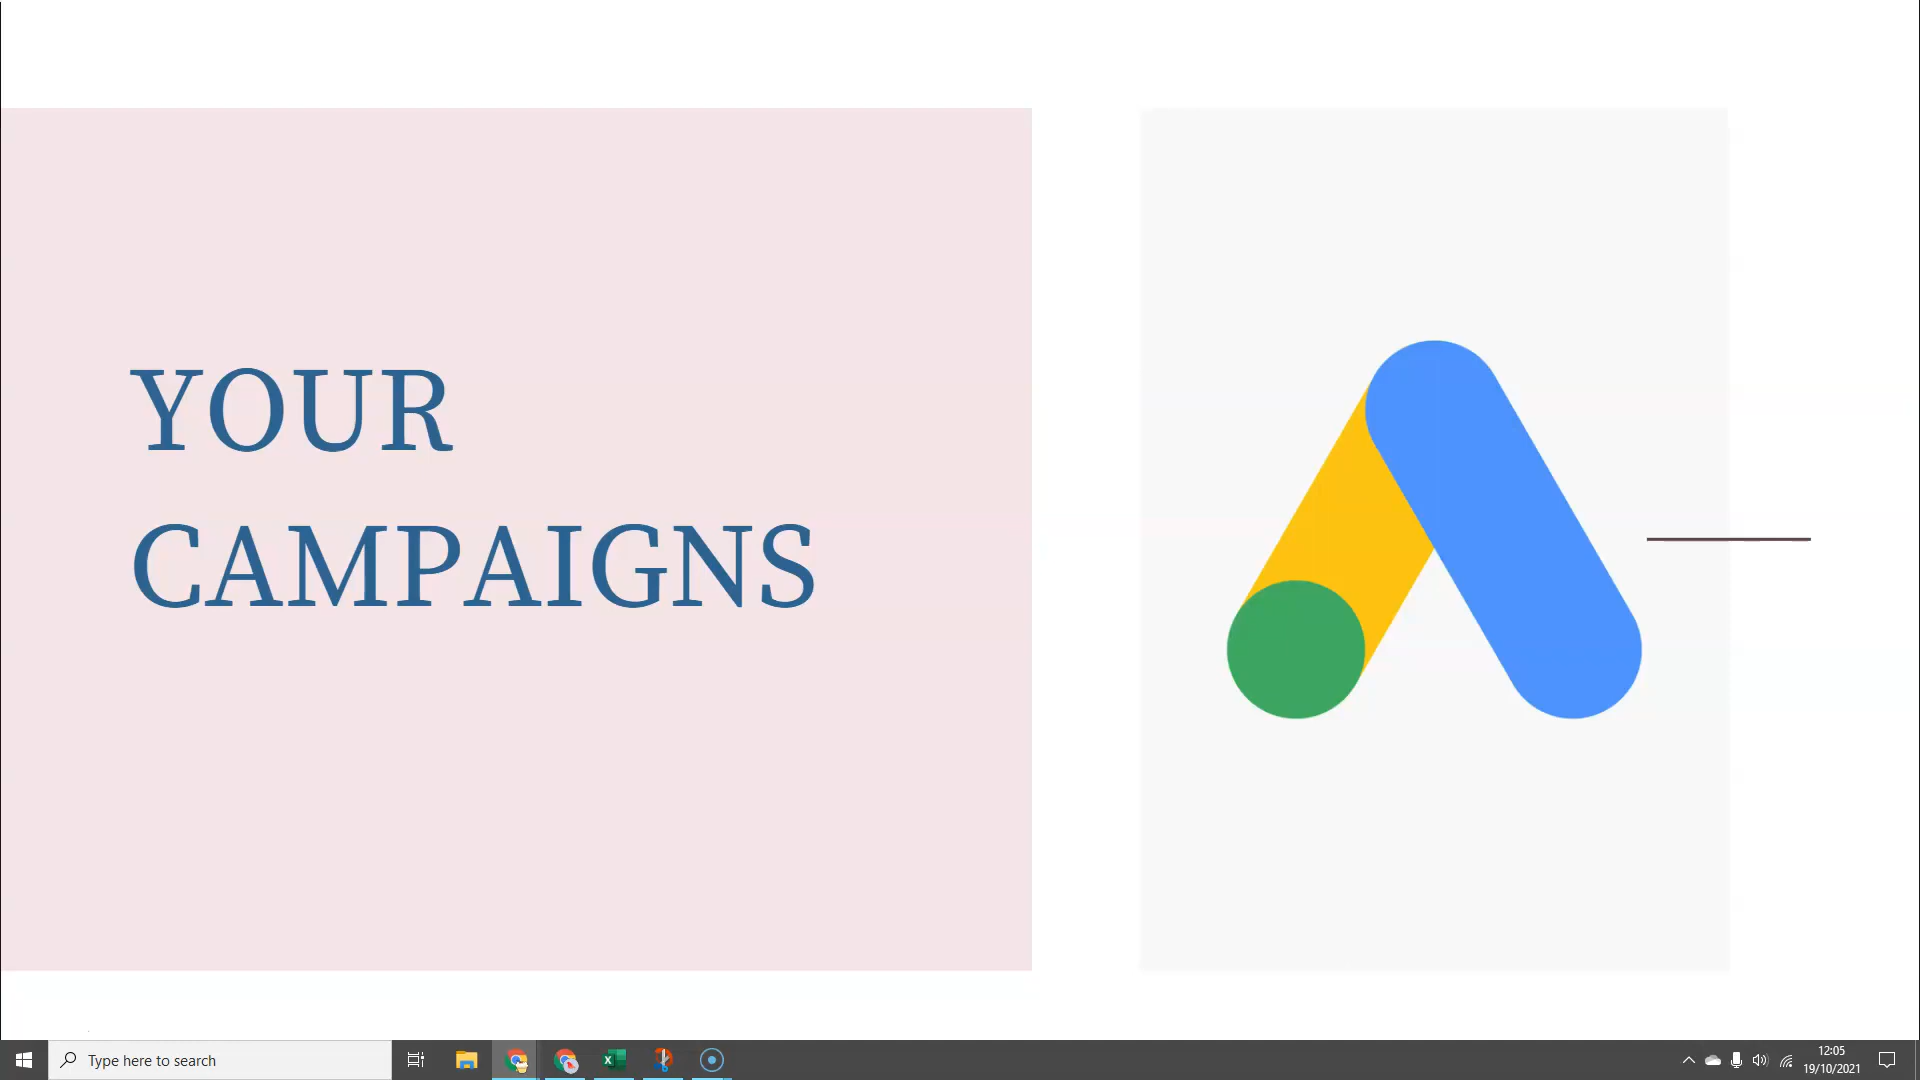 YOUR
CAMPAIGNS
Type here to search
12:05
19/10/2021